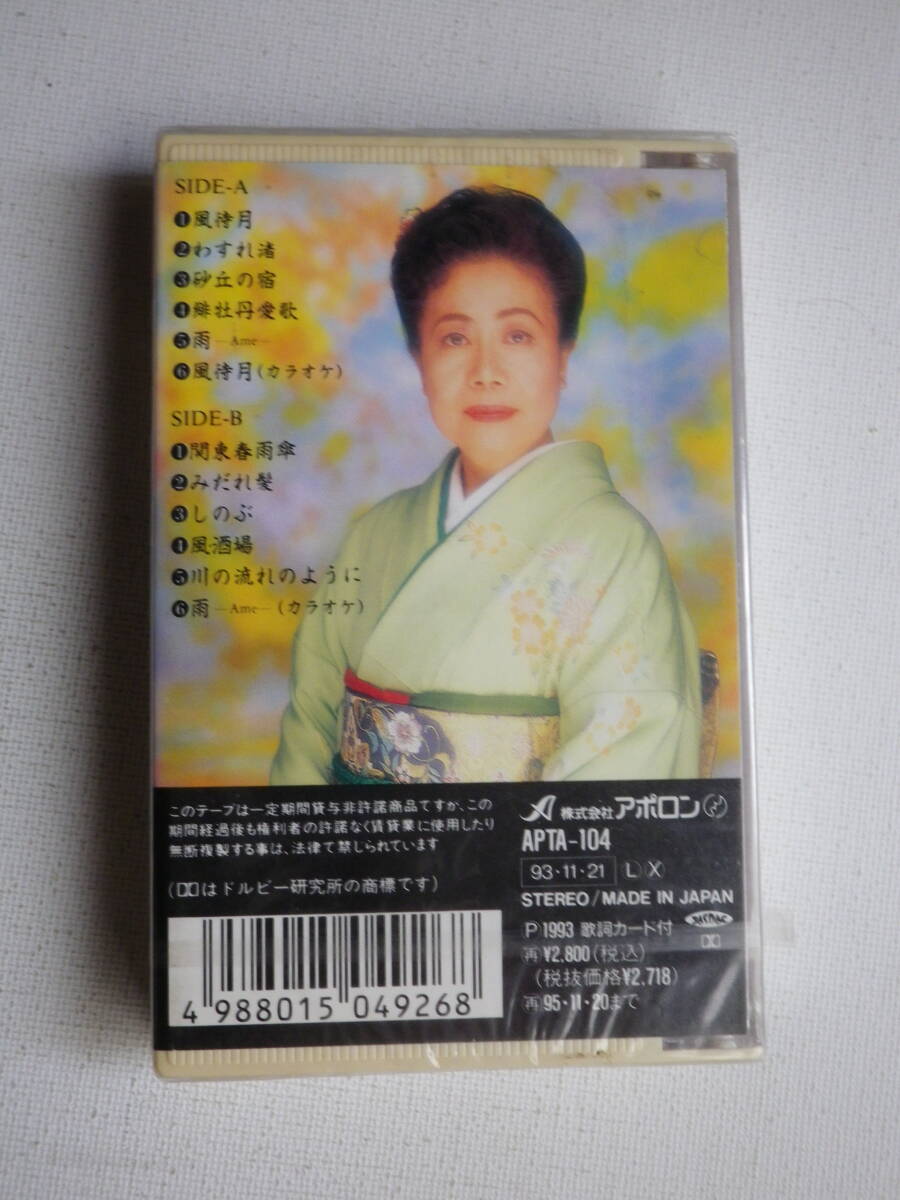 SIDE-A
❶風待月
❷わすれ渚
❸砂丘の宿
❹緋牡丹愛歌
❺雨—Ame—
❻風待月(カラオケ)
SIDE-B
❶関東春雨傘
❷みだれ髪
❸しのぶ
❹風酒場
❺川の流れのように
❻雨—Ame—(カラオケ)
このテープは一定期間貸与非許諾商品ですが、この
期間経過後も権利者の許諾なく賃貸業に使用したり
無断複製する事は、法律で禁じられています
(はドルビー研究所の商標です)
4 988015 049268
株式会社アポロン
APTA-104
93・11・21 L X
STEREO/MADE IN JAPAN
Ⓟ1993 歌詞カード付
JASRAC
再¥2,800(税込)
(税抜価格¥2,718)
再95・11・20まで